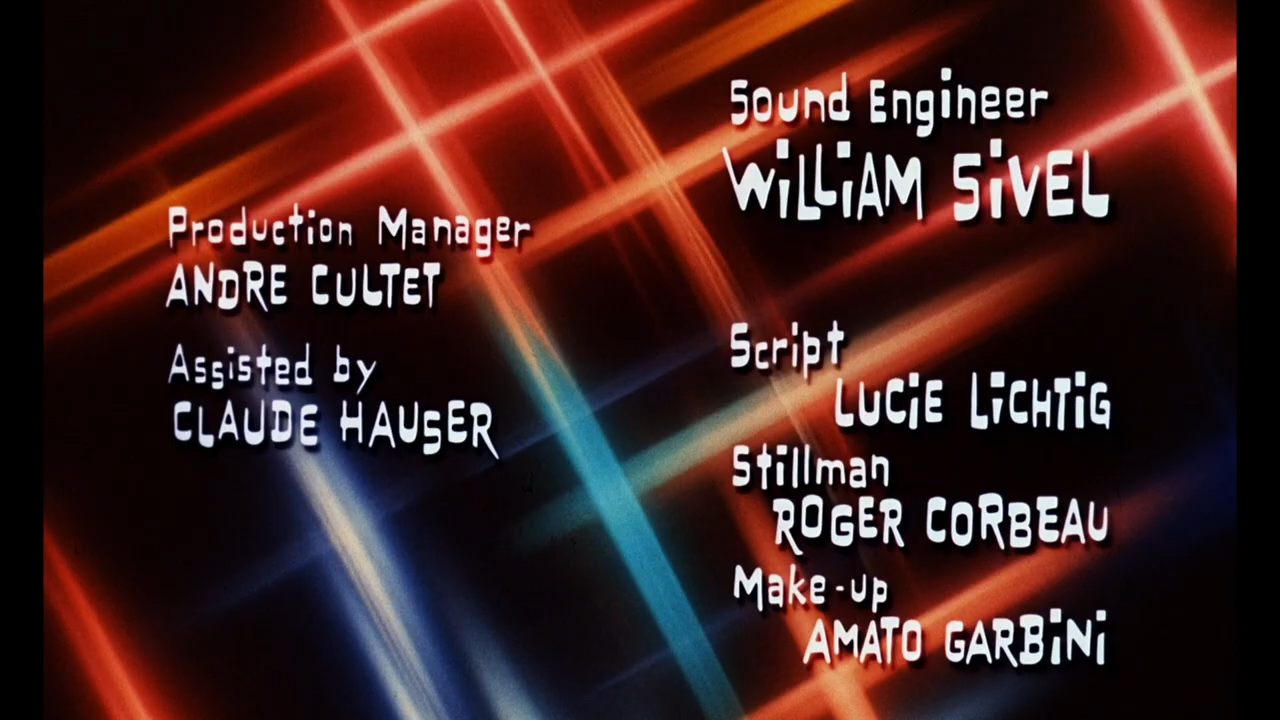 Production Manager
ANDRE CULTET
Assisted by
CLAUDE HAUSER
Sound Engineer
WiLLiAM SiVEL
Script
LUCiE LiCHTiG
Stillman
ROGER CORBEAU
Make-up
AMATO GARBiNi